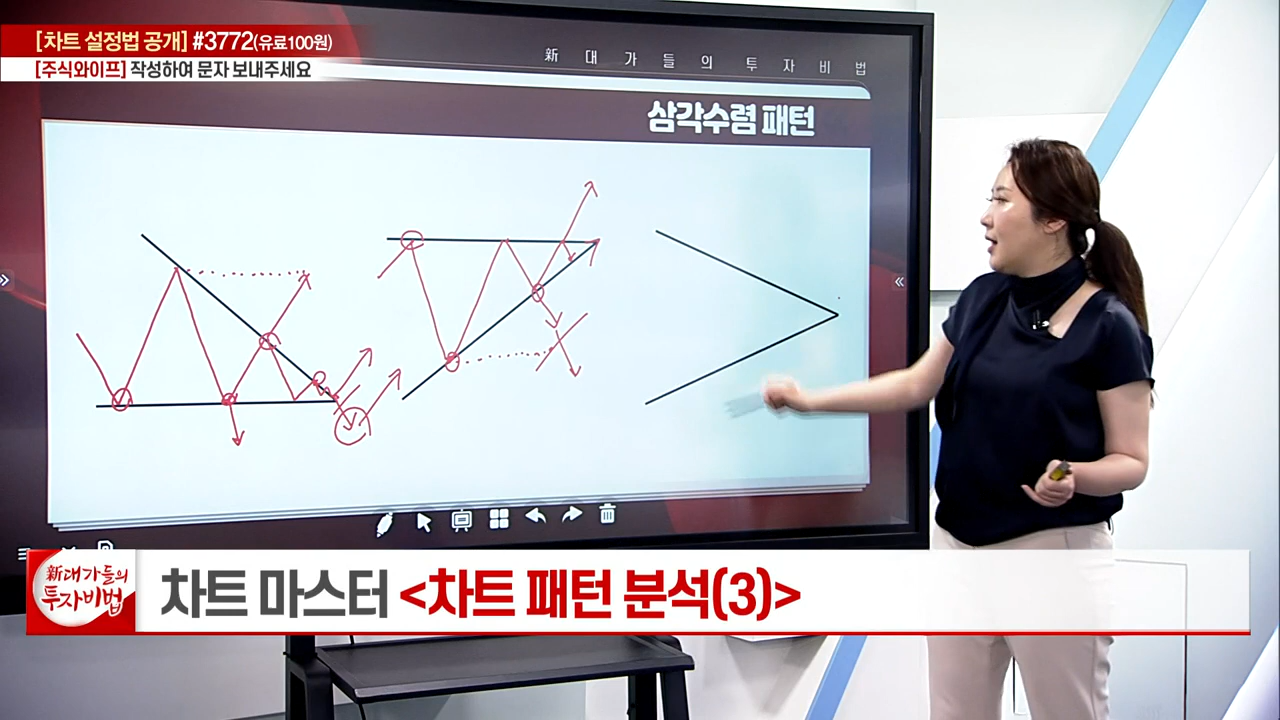 [차트 설정법 공개] #3772(유료100원)
[주식와이프] 작성하여 문자 보내주세요
新 대가들의 투자비법
삼각수렴 패턴
新대가들의
투자비법
차트 마스터 <차트 패턴 분석(3)>